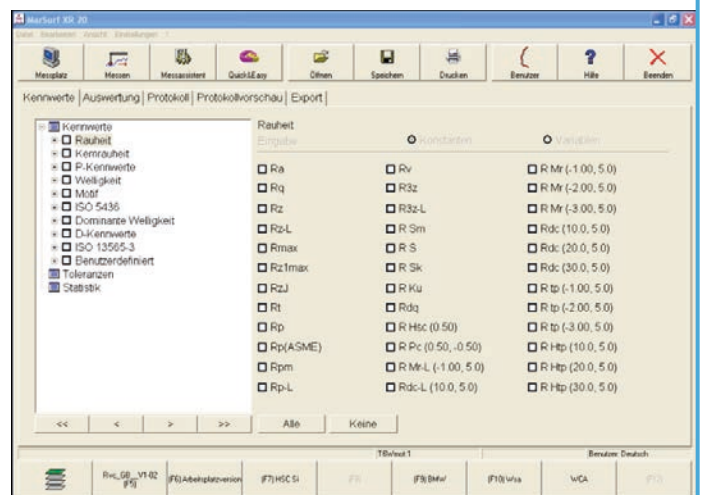 MarSurf XR 20
Datei Bearbeiten Ansicht Einstellungen ?
Messplatz Messen Messassistent Quick&Easy Öffnen Speichern Drucken Benutzer Hilfe Beenden
Kennwerte Auswertung Protokoll Protokollvorschau Export
Kennwerte
Rauheit
Kernrauheit
P-Kennwerte
Welligkeit
Motif
ISO 5436
Dominante Welligkeit
D-Kennwerte
ISO 13565-3
Benutzerdefiniert
Toleranzen
Statistik
Rauheit
Eingabe Konstanten Variablen
Ra Rv R Mr (-1.00, 5.0)
Rq R3z R Mr (-2.00, 5.0)
Rz R3z-L R Mr (-3.00, 5.0)
Rz-L R Sm Rdc (10.0, 5.0)
Rmax R S Rdc (20.0, 5.0)
Rz1max R Sk Rdc (30.0, 5.0)
RzJ R Ku R tp (-1.00, 5.0)
Rt Rdq R tp (-2.00, 5.0)
Rp R Hsc (0.50) R tp (-3.00, 5.0)
Rp(ASME) R Pc (0.50, -0.50) R Htp (10.0, 5.0)
Rpm R Mr-L (-1.00, 5.0) R Htp (20.0, 5.0)
Rp-L Rdc-L (10.0, 5.0) R Htp (30.0, 5.0)
<< < > >> Alle Keine
Benutzer Deutsch
(F5) (F6) Arbeitsplatzversion (F7) HSC Si (F8) (F9) BMW (F10) Wsa WCA (F12)